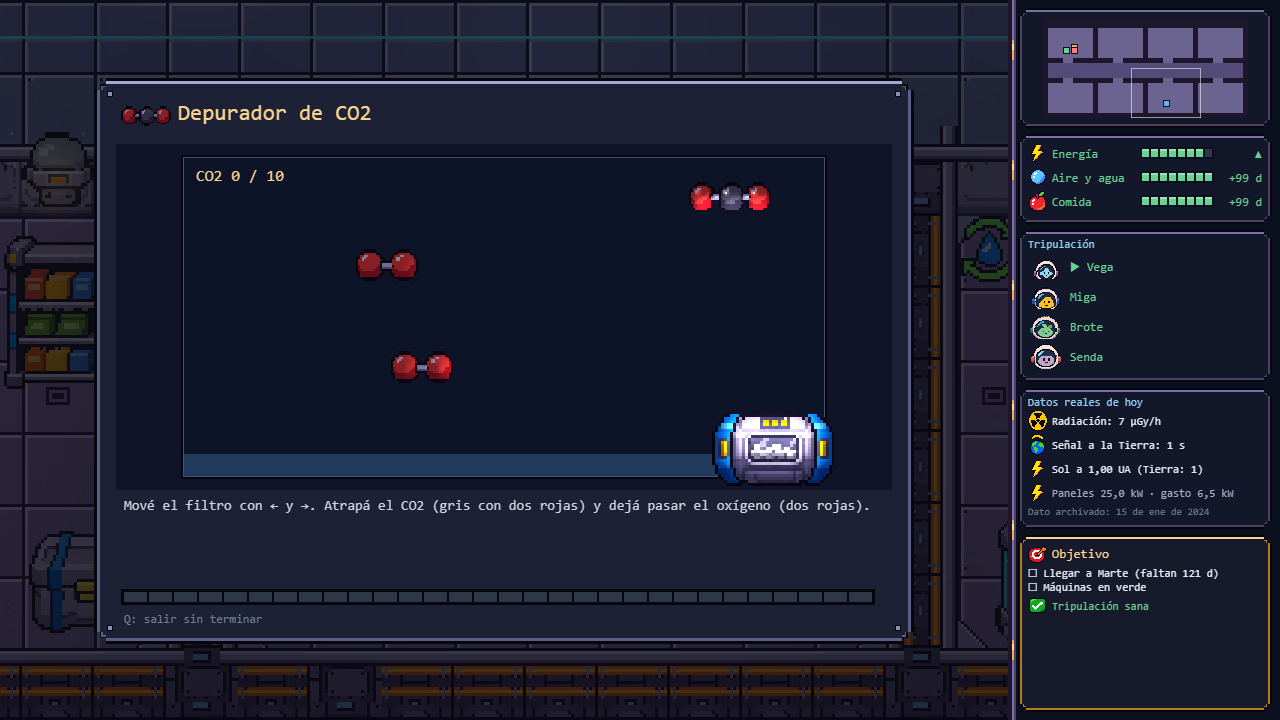 Depurador de CO2
CO2 0 / 10
Mové el filtro con ← y →. Atrapá el CO2 (gris con dos rojas) y dejá pasar el oxígeno (dos rojas).
Q: salir sin terminar
Energía ▲
Aire y agua +99 d
Comida +99 d
Tripulación
▶ Vega
Miga
Brote
Senda
Datos reales de hoy
Radiación: 7 µGy/h
Señal a la Tierra: 1 s
Sol a 1,00 UA (Tierra: 1)
Paneles 25,0 kW · gasto 6,5 kW
Dato archivado: 15 de ene de 2024
Objetivo
☐ Llegar a Marte (faltan 121 d)
☐ Máquinas en verde
✅ Tripulación sana